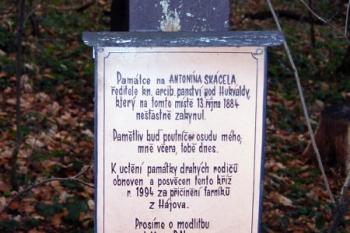 Památce na ANTONÍNA SKÁCELA,
ředitele kn. arcib. panství pod Hukvaldy,
který na tomto místě 13. října 1884
nešťastně zahynul.
Pamětliv buď poutníče osudu mého,
mně včera, tobě dnes.
K uctění památky drahých rodičů
obnoven a posvěcen tento kříž
r. 1994 za přičinění farníků
z Hájova.
Prosíme o modlitbu